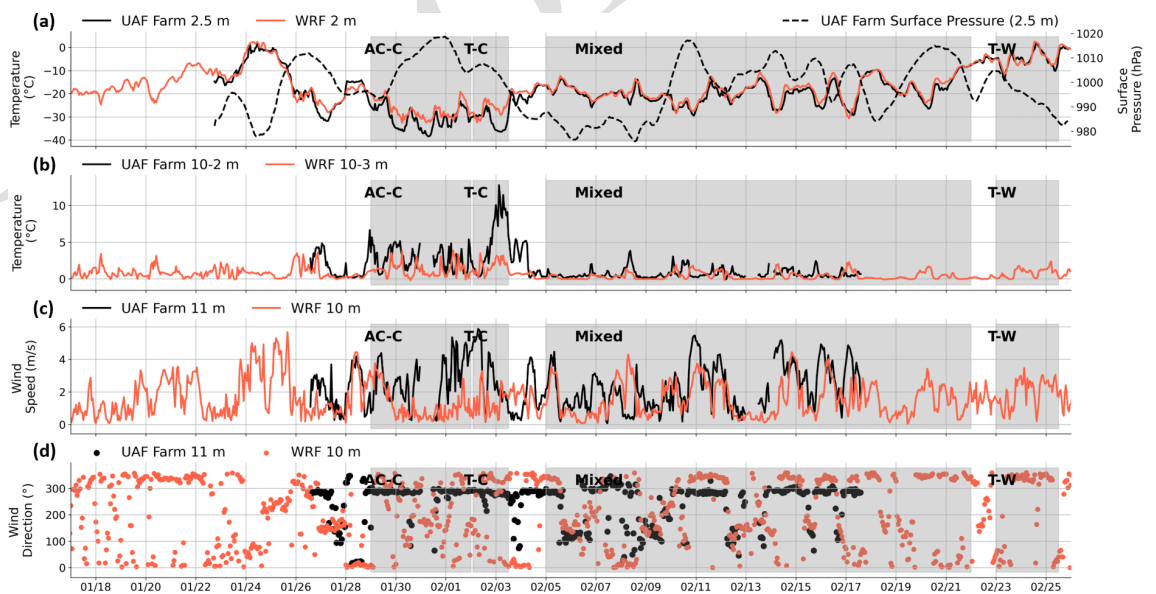 (a) UAF Farm 2.5 m WRF 2 m UAF Farm Surface Pressure (2.5 m)
AC-C T-C Mixed T-W
Temperature
(°C)
0
−10
−20
−30
−40
1020
1010
1000
990
980
Surface
Pressure (hPa)
(b) UAF Farm 10-2 m WRF 10-3 m
AC-C T-C Mixed T-W
Temperature
(°C)
10
5
0
(c) UAF Farm 11 m WRF 10 m
AC-C T-C Mixed T-W
Wind
Speed (m/s)
6
4
2
0
(d) UAF Farm 11 m WRF 10 m
AC-C T-C Mixed T-W
Wind
Direction (°)
300
200
100
0
01/18 01/20 01/22 01/24 01/26 01/28 01/30 02/01 02/03 02/05 02/07 02/09 02/11 02/13 02/15 02/17 02/19 02/21 02/23 02/25